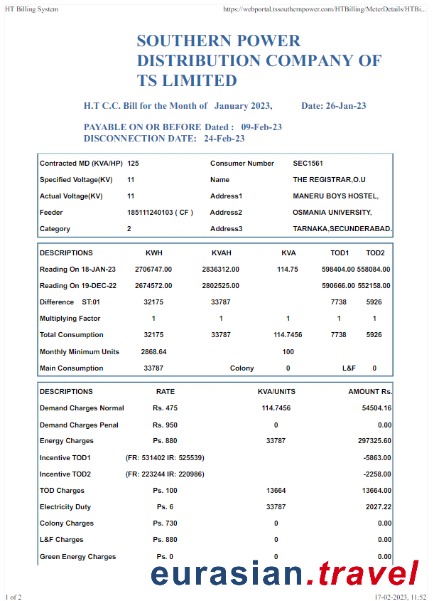 HT Billing System https://webportal.tssouthernpower.com/HTBilling/MeterDetails/HTBi...
SOUTHERN POWER
DISTRIBUTION COMPANY OF
TS LIMITED
H.T C.C. Bill for the Month of January 2023, Date: 26-Jan-23
PAYABLE ON OR BEFORE Dated : 09-Feb-23
DISCONNECTION DATE: 24-Feb-23
Contracted MD (KVA/HP) 125 Consumer Number SEC1561
Specified Voltage(KV) 11 Name THE REGISTRAR,O.U
Actual Voltage(KV) 11 Address1 MANERU BOYS HOSTEL,
Feeder 185111240103 ( CF ) Address2 OSMANIA UNIVERSITY,
Category 2 Address3 TARNAKA,SECUNDERABAD.
DESCRIPTIONS KWH KVAH KVA TOD1 TOD2
Reading On 18-JAN-23 2706747.00 2836312.00 114.75 598404.00 558084.00
Reading On 19-DEC-22 2674572.00 2802525.00 590666.00 552158.00
Difference ST:01 32175 33787 7738 5926
Multiplying Factor 1 1 1 1 1
Total Consumption 32175 33787 114.7456 7738 5926
Monthly Minimum Units 2868.64 100
Main Consumption 33787 Colony 0 L&F 0
DESCRIPTIONS RATE KVA/UNITS AMOUNT Rs.
Demand Charges Normal Rs. 475 114.7456 54504.16
Demand Charges Penal Rs. 950 0 0.00
Energy Charges Ps. 880 33787 297325.60
Incentive TOD1 (FR: 531402 IR: 525539) -5863.00
Incentive TOD2 (FR: 223244 IR: 220986) -2258.00
TOD Charges Ps. 100 13664 13664.00
Electricity Duty Ps. 6 33787 2027.22
Colony Charges Ps. 730 0 0.00
L&F Charges Ps. 880 0 0.00
Green Energy Charges Ps. 0 0 0.00
eurasian.travel
1 of 2 17-02-2023, 11:52